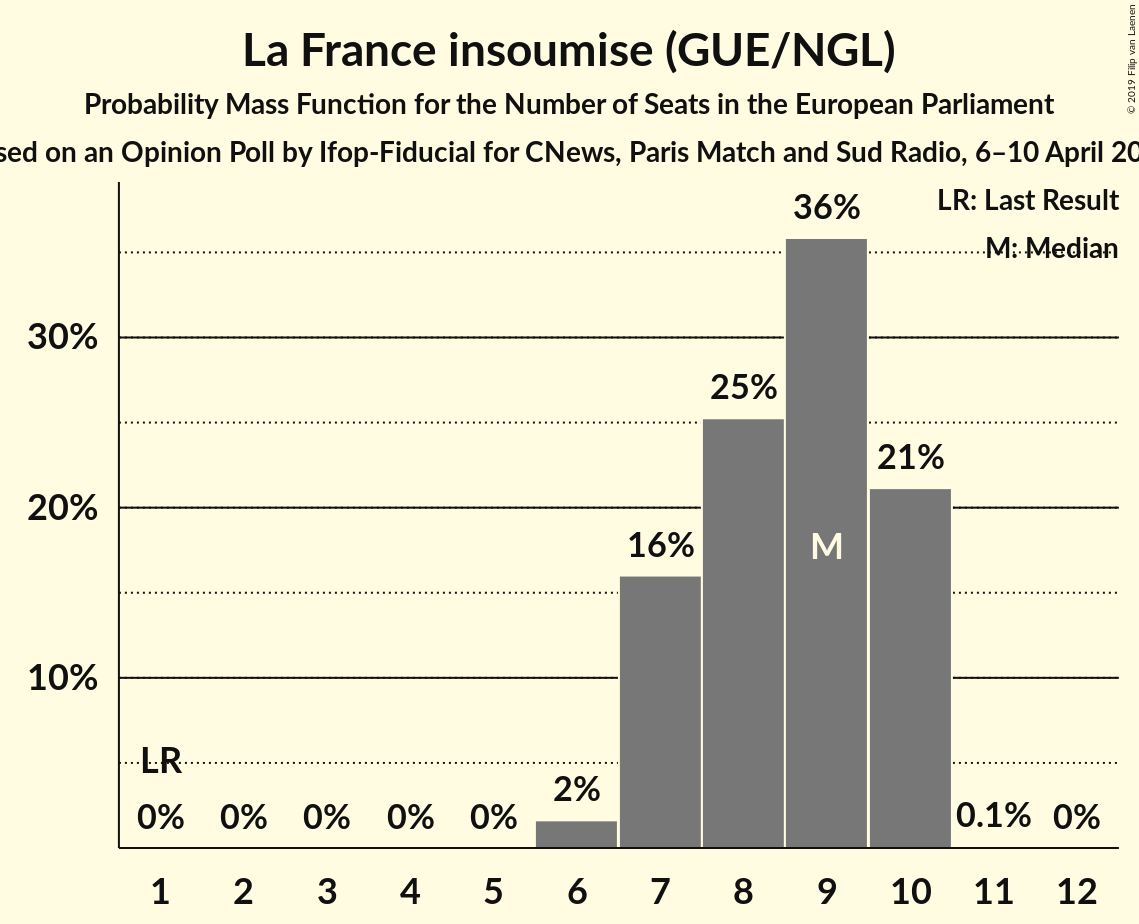 La France insoumise (GUE/NGL)
Probability Mass Function for the Number of Seats in the European Parliament
on an Opinion Poll by Ifop-Fiducial for CNews, Paris Match and Sud Radio, 6–10 April
© 2019 Filip van Laenen
LR: Last Result
M: Median
36%
30%
25%
21%
20%
16%
M
10%
LR
2%
0% 0% 0% 0% 0% 0.1% 0%
1 2 3 4 5 6 7 8 9 10 11 12